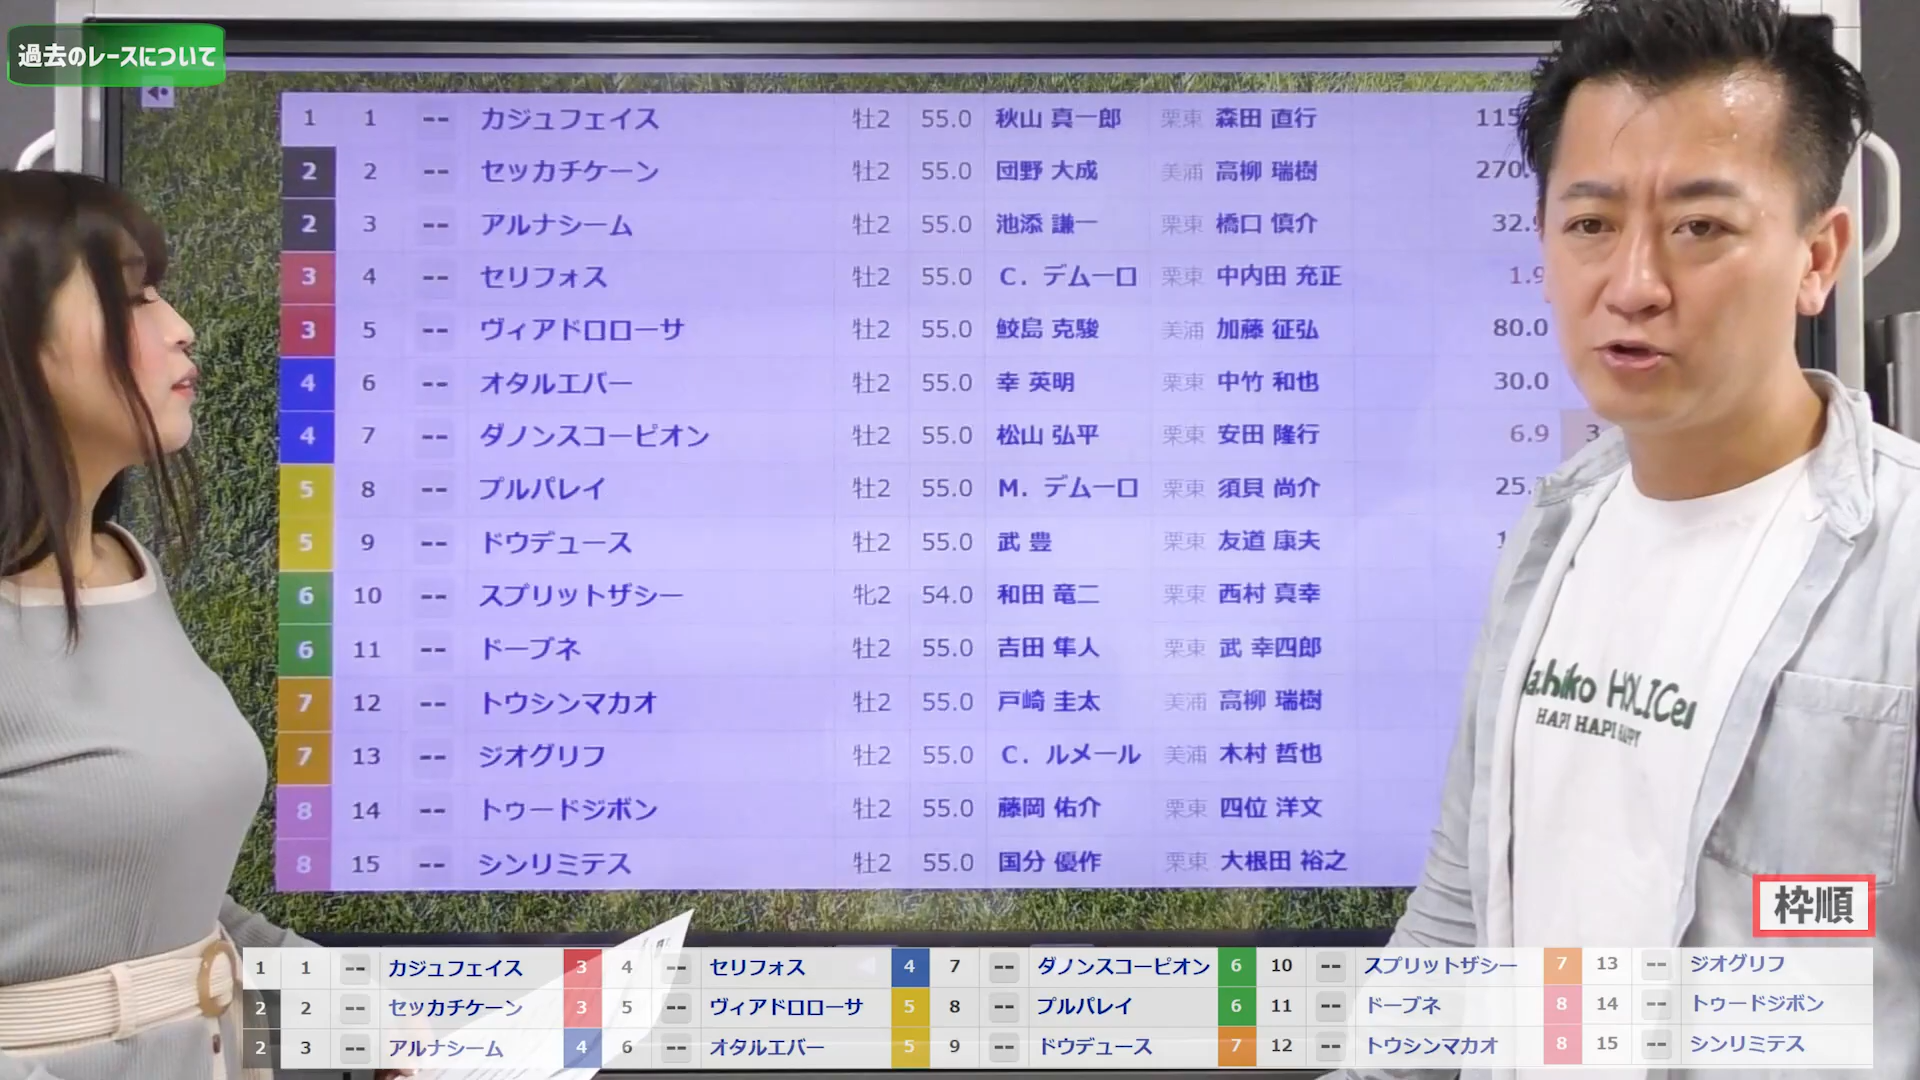 過去のレースについて
1 1 -- カジュフェイス 牡2 55.0 秋山 真一郎 栗東 森田 直行 115
2 2 -- セッカチケーン 牡2 55.0 団野 大成 美浦 高柳 瑞樹 270.
2 3 -- アルナシーム 牡2 55.0 池添 謙一 栗東 橋口 慎介 32.9
3 4 -- セリフォス 牡2 55.0 C. デムーロ 栗東 中内田 充正 1.9
3 5 -- ヴィアドロローサ 牡2 55.0 鮫島 克駿 美浦 加藤 征弘 80.0
4 6 -- オタルエバー 牡2 55.0 幸 英明 栗東 中竹 和也 30.0
4 7 -- ダノンスコーピオン 牡2 55.0 松山 弘平 栗東 安田 隆行 6.9 3
5 8 -- プルパレイ 牡2 55.0 M. デムーロ 栗東 須貝 尚介 25.
5 9 -- ドウデュース 牡2 55.0 武 豊 栗東 友道 康夫 1
6 10 -- スプリットザシー 牝2 54.0 和田 竜二 栗東 西村 真幸
6 11 -- ドーブネ 牡2 55.0 吉田 隼人 栗東 武 幸四郎
7 12 -- トウシンマカオ 牡2 55.0 戸崎 圭太 美浦 高柳 瑞樹
7 13 -- ジオグリフ 牡2 55.0 C. ルメール 美浦 木村 哲也
8 14 -- トゥードジボン 牡2 55.0 藤岡 佑介 栗東 四位 洋文
8 15 -- シンリミテス 牡2 55.0 国分 優作 栗東 大根田 裕之
HAPI HAPI HAPPY
枠順
1 1 -- カジュフェイス 3 4 -- セリフォス 4 7 -- ダノンスコーピオン 6 10 -- スプリットザシー 7 13 -- ジオグリフ
2 2 -- セッカチケーン 3 5 -- ヴィアドロローサ 5 8 -- プルパレイ 6 11 -- ドーブネ 8 14 -- トゥードジボン
2 3 -- アルナシーム 4 6 -- オタルエバー 5 9 -- ドウデュース 7 12 -- トウシンマカオ 8 15 -- シンリミテス